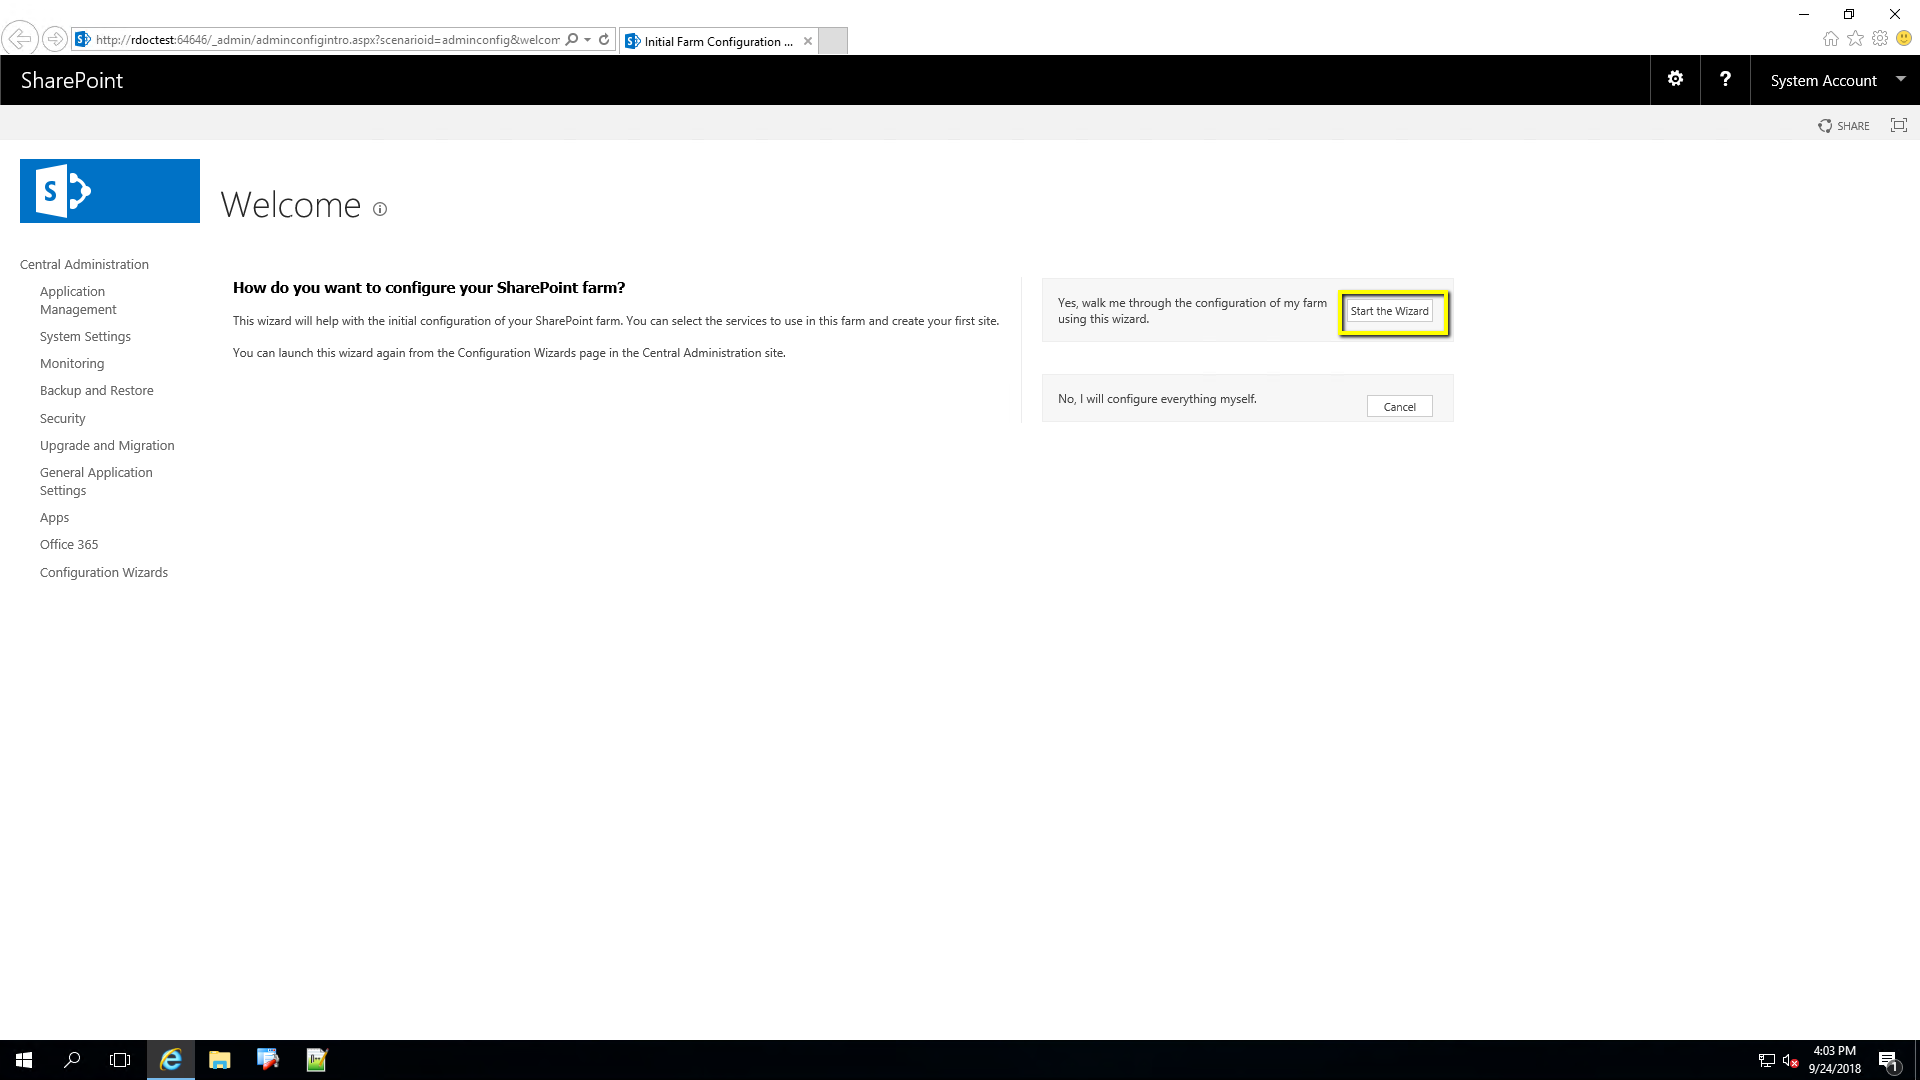 http://rdoctest:64646/_admin/adminconfigintro.aspx?scenarioid=adminconfig&welcom
Initial Farm Configuration ...
SharePoint
?
System Account
SHARE
S
Welcome
Central Administration
Application
Management
System Settings
Monitoring
Backup and Restore
Security
Upgrade and Migration
General Application
Settings
Apps
Office 365
Configuration Wizards
How do you want to configure your SharePoint farm?
This wizard will help with the initial configuration of your SharePoint farm. You can select the services to use in this farm and create your first site.
You can launch this wizard again from the Configuration Wizards page in the Central Administration site.
Yes, walk me through the configuration of my farm
using this wizard.
Start the Wizard
No, I will configure everything myself.
Cancel
4:03 PM
9/24/2018
1